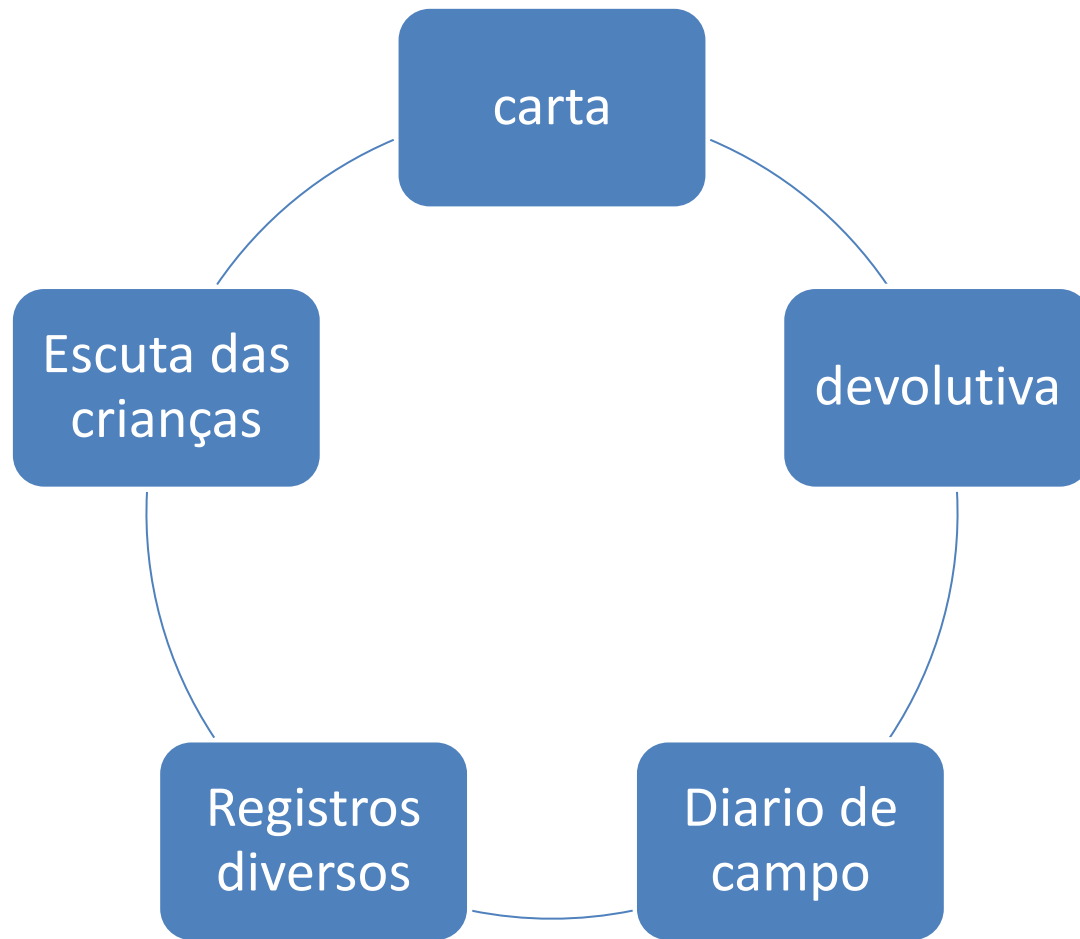 carta
devolutiva
Diario de
campo
Registros
diversos
Escuta das
crianças